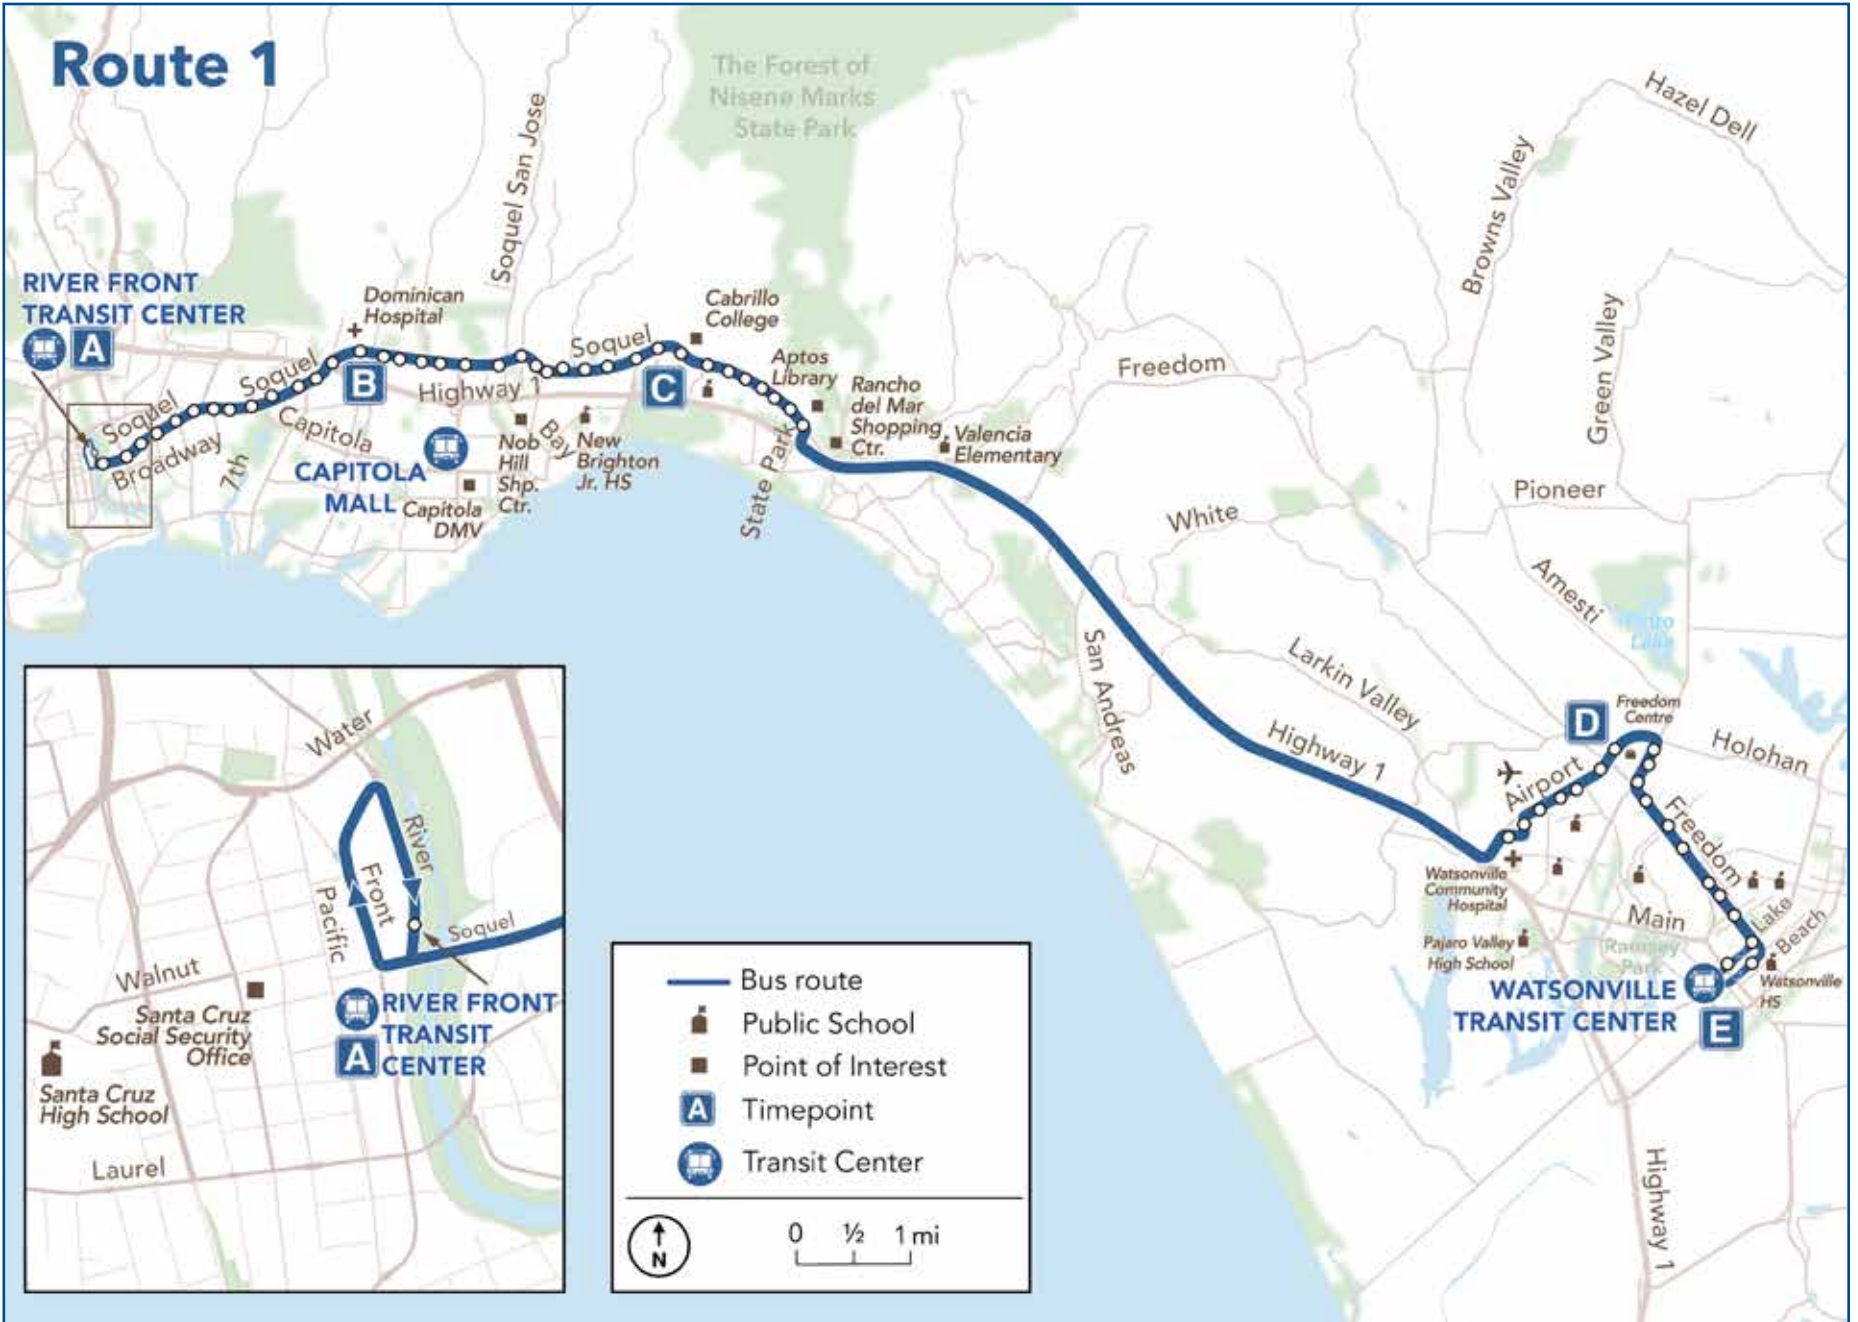 Route 1
The Forest of
Nisene Marks
State Park
Hazel Dell
Browns Valley
Soquel San Jose
Green Valley
RIVER FRONT
TRANSIT CENTER
A
Dominican
Hospital
Cabrillo
College
Soquel
Soquel
Soquel
B
C
Highway 1
Aptos
Library
Rancho
del Mar
Shopping
Ctr.
Valencia
Elementary
Freedom
Broadway
Capitola
7th
CAPITOLA
MALL
Capitola
DMV
Nob
Hill
Shp.
Ctr.
Bay
New
Brighton
Jr. HS
State Park
White
Pioneer
Amesti
San Andreas
Larkin Valley
Highway 1
D
Freedom
Centre
Holohan
Airport
Freedom
Watsonville
Community
Hospital
Pajaro Valley
High School
Main
Ramsey
Park
Lake
Beach
Watsonville
HS
WATSONVILLE
TRANSIT CENTER
E
Highway 1
Water
River
Front
Pacific
Soquel
Walnut
Santa Cruz
Social Security
Office
RIVER FRONT
TRANSIT
CENTER
A
Santa Cruz
High School
Laurel
Bus route
Public School
Point of Interest
A Timepoint
Transit Center
N
0 ½ 1 mi